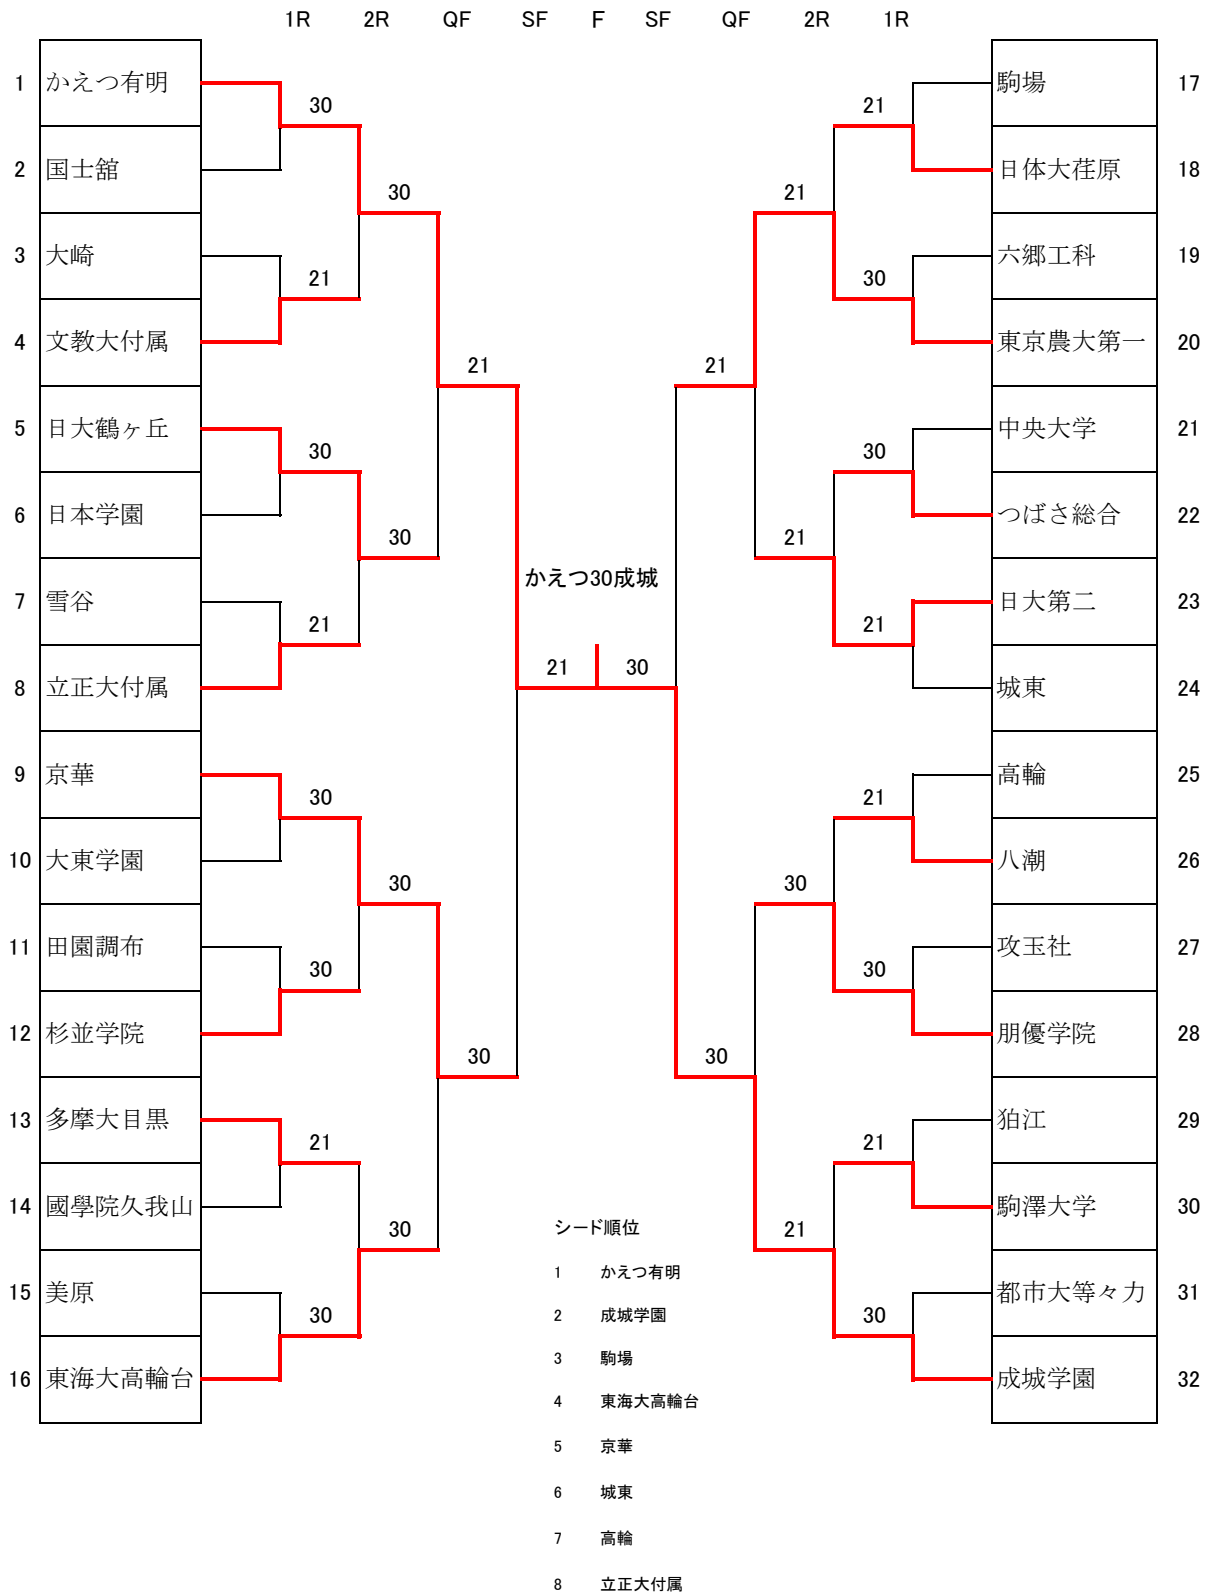 1R 2R QF SF F SF QF 2R 1R
1 かえつ有明 駒場 17
30 21
2 国士舘 日体大荏原 18
30 21
3 大崎 六郷工科 19
21 30
4 文教大付属 東京農大第一 20
21 21
5 日大鶴ヶ丘 中央大学 21
30 30
6 日本学園 つばさ総合 22
30 21
かえつ30成城
7 雪谷 日大第二 23
21 21
21 30
8 立正大付属 城東 24
9 京華 高輪 25
30 21
10 大東学園 八潮 26
30 30
11 田園調布 攻玉社 27
30 30
12 杉並学院 朋優学院 28
30 30
13 多摩大目黒 狛江 29
21 21
14 國學院久我山 駒澤大学 30
30 21
シード順位
1 かえつ有明
15 美原 都市大等々力 31
30 30
2 成城学園
3 駒場
16 東海大高輪台 成城学園 32
4 東海大高輪台
5 京華
6 城東
7 高輪
8 立正大付属